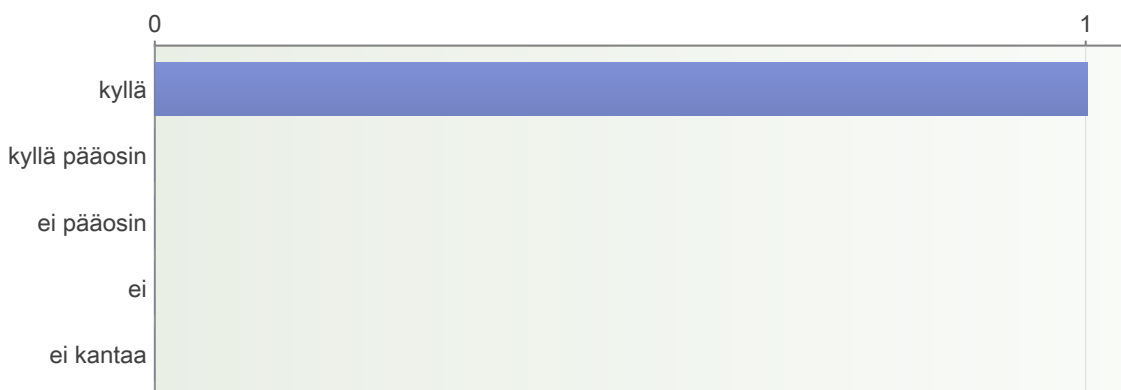 0 1
kyllä
kyllä pääosin
ei pääosin
ei
ei kantaa